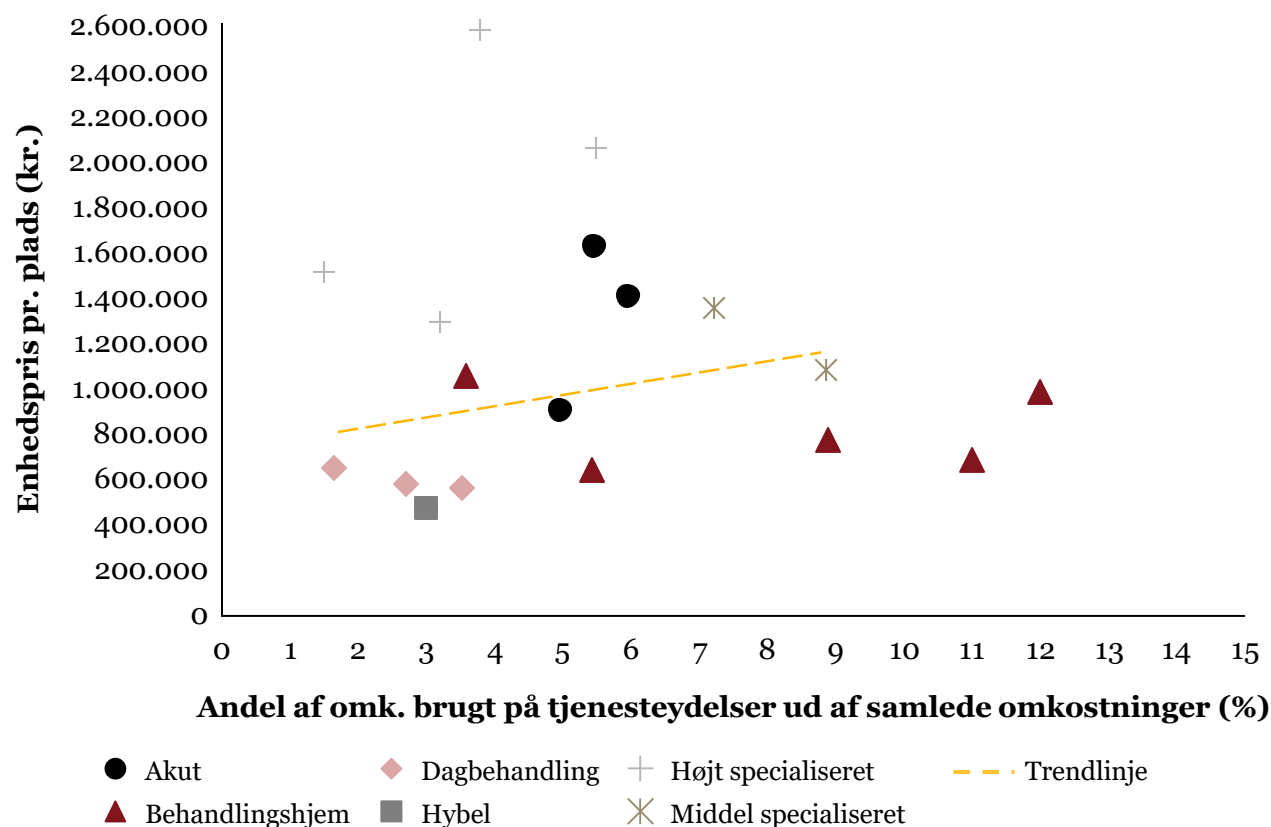 Enhedspris pr. plads (kr.)
2.600.000
2.400.000
2.200.000
2.000.000
1.800.000
1.600.000
1.400.000
1.200.000
1.000.000
800.000
600.000
400.000
200.000
0
0 1 2 3 4 5 6 7 8 9 10 11 12 13 14 15
Andel af omk. brugt på tjenesteydelser ud af samlede omkostninger (%)
Akut Dagbehandling Højt specialiseret Trendlinje
Behandlingshjem Hybel Middel specialiseret